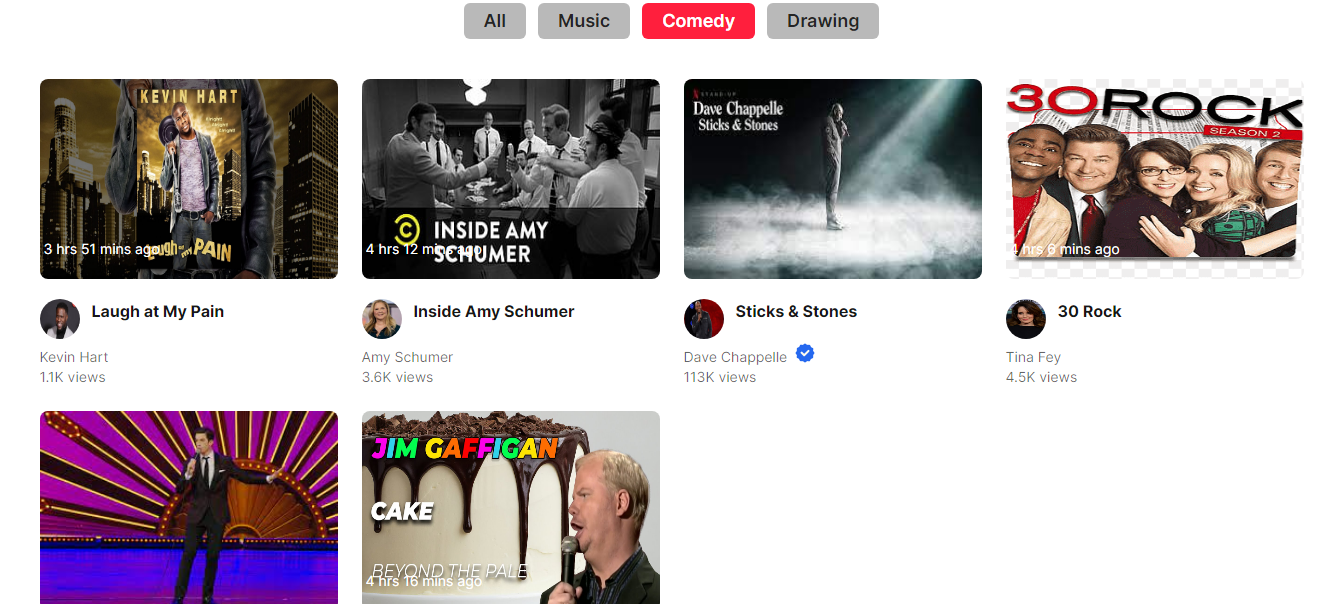 All Music Comedy Drawing
KEVIN HART
3 hrs 51 mins ago
Laugh at my PAIN
INSIDE AMY
SCHUMER
4 hrs 12 mins ago
STAND-UP
Dave Chappelle
Sticks & Stones
30 ROCK
SEASON 2
4 hrs 6 mins ago
Laugh at My Pain
Kevin Hart
1.1K views
Inside Amy Schumer
Amy Schumer
3.6K views
Sticks & Stones
Dave Chappelle
113K views
30 Rock
Tina Fey
4.5K views
JIM GAFFIGAN
CAKE
BEYOND THE PALE
4 hrs 16 mins ago